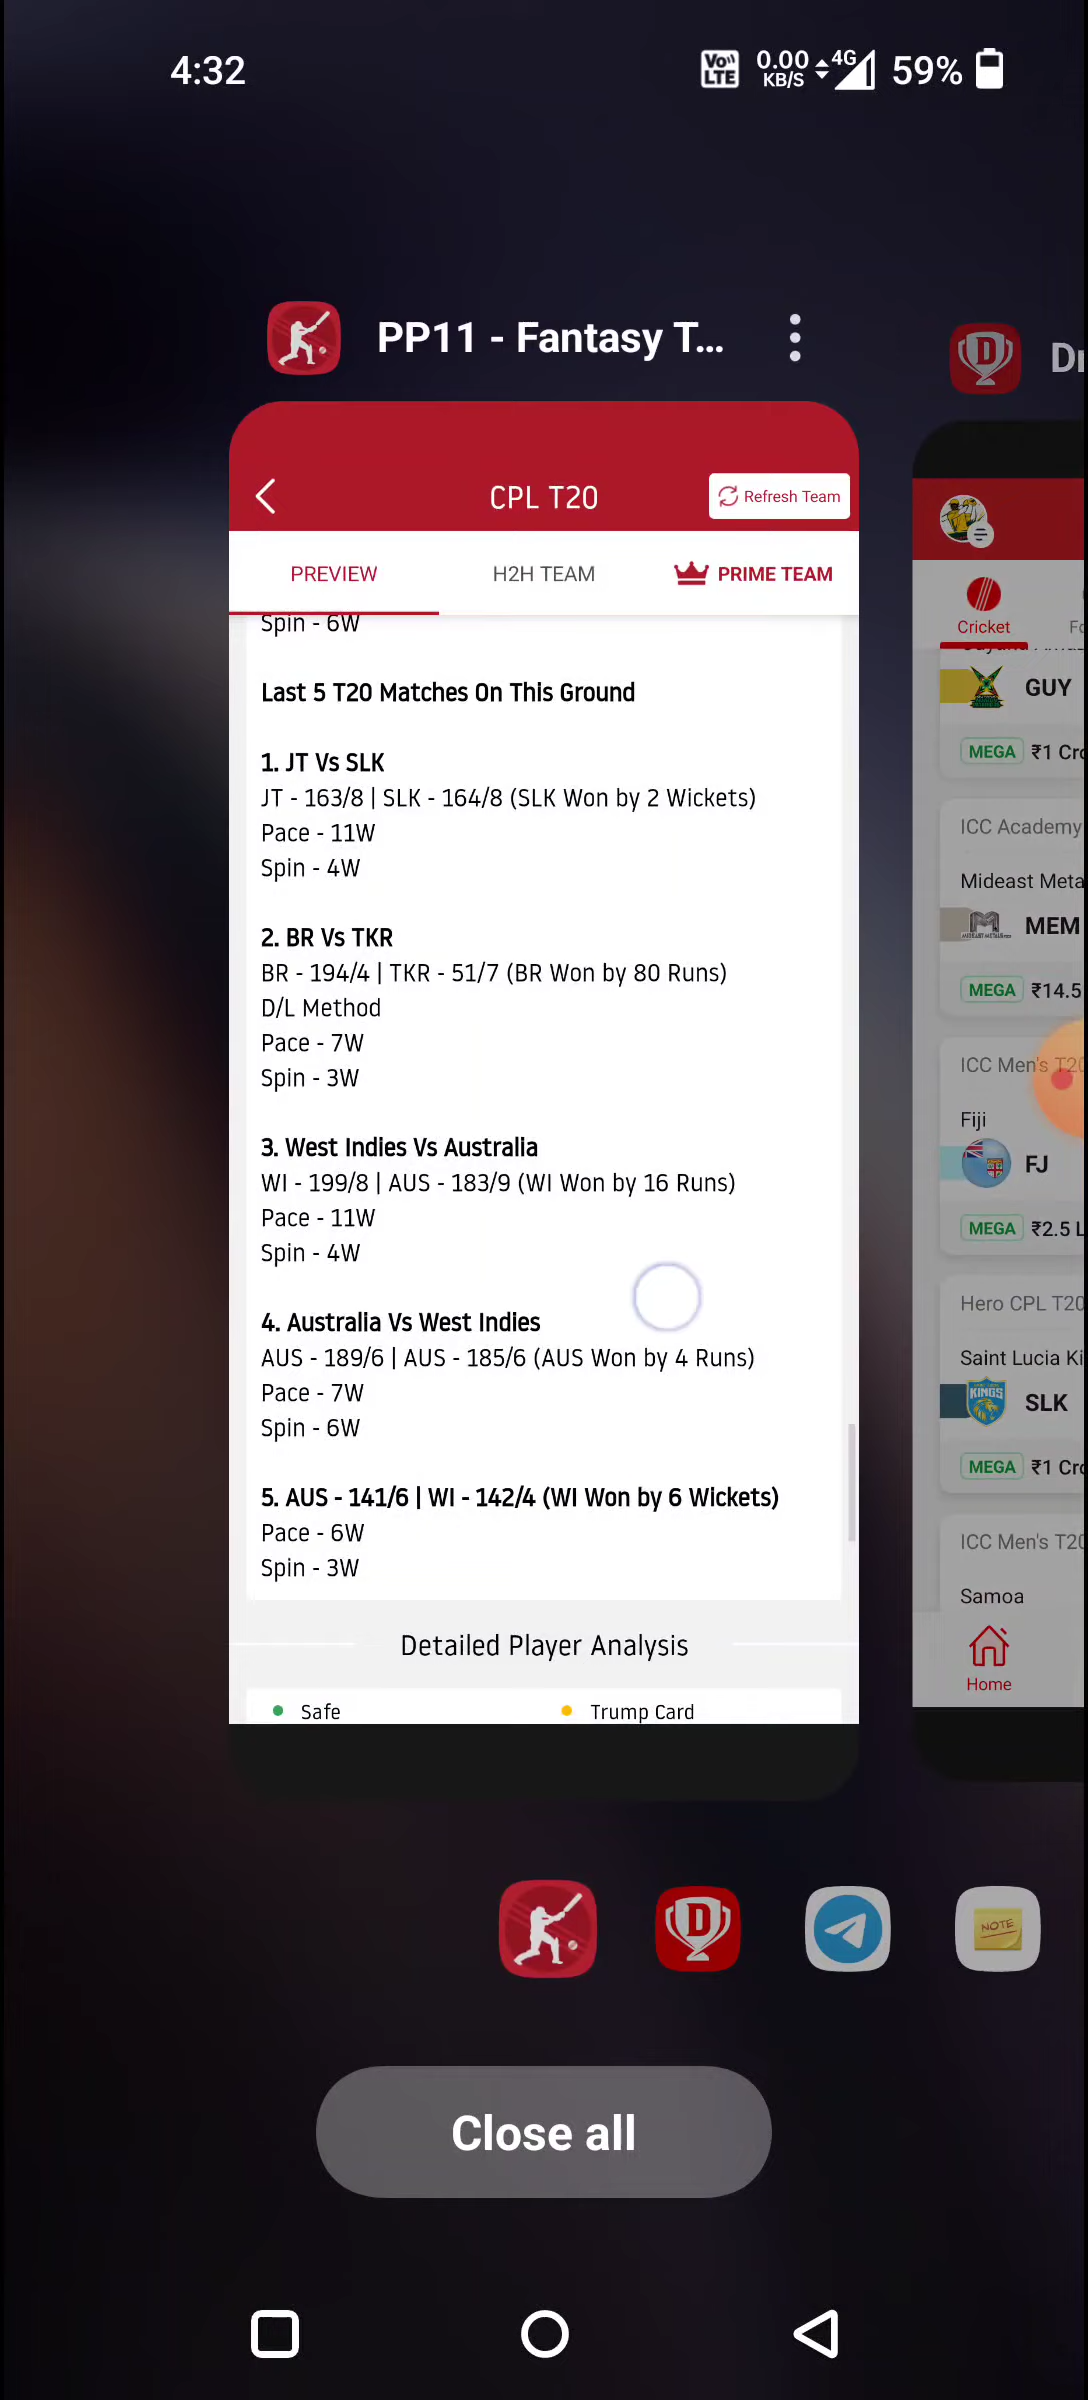 4:32
Vo))
LTE
0.00
KB/S
4G
59%
PP11 - Fantasy T...
CPL T20
Refresh Team
PREVIEW
H2H TEAM
PRIME TEAM
Spin - 6W
Last 5 T20 Matches On This Ground
1. JT Vs SLK
JT - 163/8 | SLK - 164/8 (SLK Won by 2 Wickets)
Pace - 11W
Spin - 4W
2. BR Vs TKR
BR - 194/4 | TKR - 51/7 (BR Won by 80 Runs)
D/L Method
Pace - 7W
Spin - 3W
3. West Indies Vs Australia
WI - 199/8 | AUS - 183/9 (WI Won by 16 Runs)
Pace - 11W
Spin - 4W
4. Australia Vs West Indies
AUS - 189/6 | AUS - 185/6 (AUS Won by 4 Runs)
Pace - 7W
Spin - 6W
5. AUS - 141/6 | WI - 142/4 (WI Won by 6 Wickets)
Pace - 6W
Spin - 3W
Detailed Player Analysis
Safe
Trump Card
D
Cricket
GUY
MEGA ₹1 Cr
ICC Academy
Mideast Meta
MEM
MEGA ₹14.5
ICC Men's T20
Fiji
FJ
MEGA ₹2.5 L
Hero CPL T20
Saint Lucia Ki
KINGS
SLK
MEGA ₹1 Cr
ICC Men's T20
Samoa
Home
D
NOTE
Close all